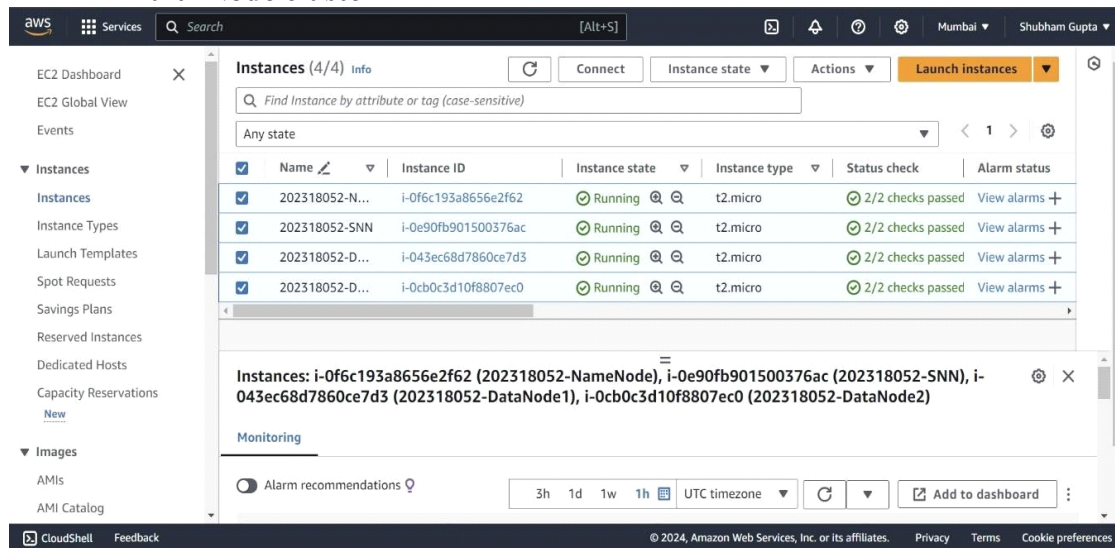 aws Services Search [Alt+S] Mumbai Shubham Gupta
EC2 Dashboard
EC2 Global View
Events
Instances
Instances
Instance Types
Launch Templates
Spot Requests
Savings Plans
Reserved Instances
Dedicated Hosts
Capacity Reservations
New
Images
AMIs
AMI Catalog
Instances (4/4) Info Connect Instance state Actions Launch instances
Find Instance by attribute or tag (case-sensitive)
Any state 1
Name Instance ID Instance state Instance type Status check Alarm status
202318052-N... i-0f6c193a8656e2f62 Running t2.micro 2/2 checks passed View alarms +
202318052-SNN i-0e90fb901500376ac Running t2.micro 2/2 checks passed View alarms +
202318052-D... i-043ec68d7860ce7d3 Running t2.micro 2/2 checks passed View alarms +
202318052-D... i-0cb0c3d10f8807ec0 Running t2.micro 2/2 checks passed View alarms +
Instances: i-0f6c193a8656e2f62 (202318052-NameNode), i-0e90fb901500376ac (202318052-SNN), i-
043ec68d7860ce7d3 (202318052-DataNode1), i-0cb0c3d10f8807ec0 (202318052-DataNode2)
Monitoring
Alarm recommendations 3h 1d 1w 1h UTC timezone Add to dashboard
CloudShell Feedback © 2024, Amazon Web Services, Inc. or its affiliates. Privacy Terms Cookie preferences